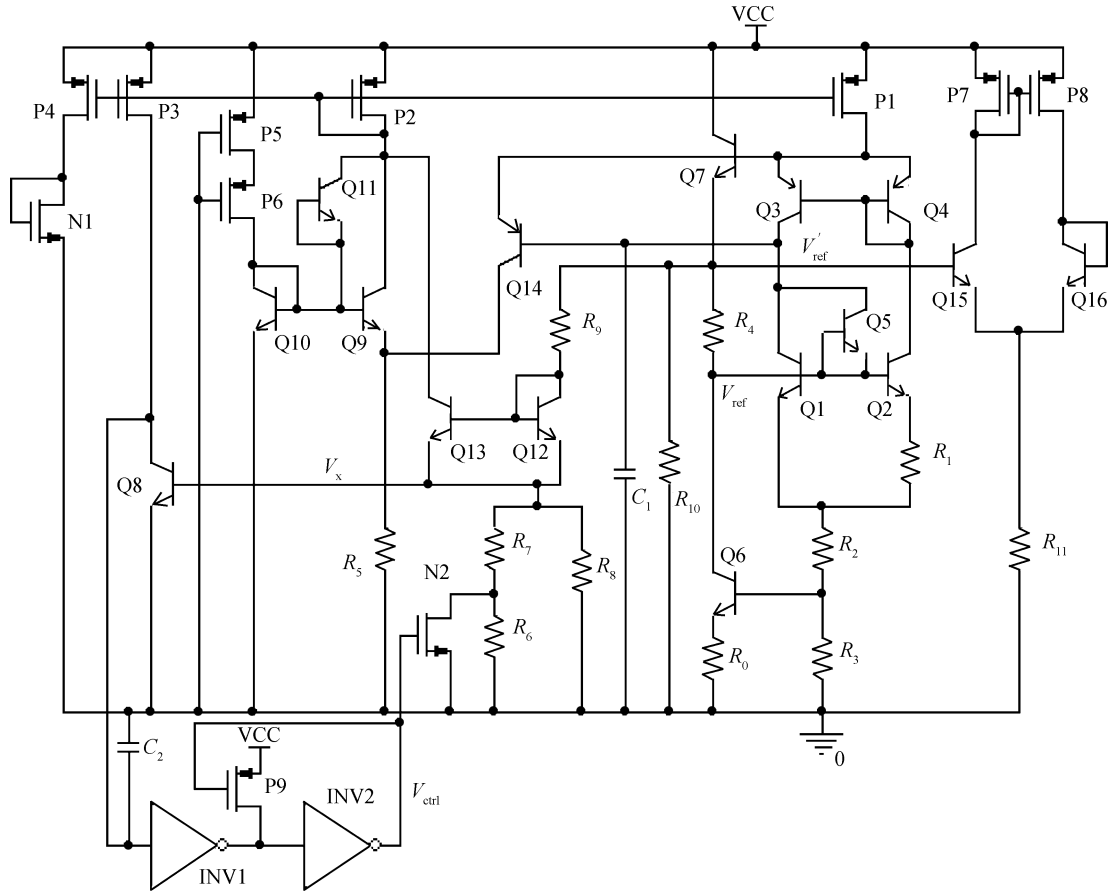 VCC
P4
P3
P5
P2
P1
P7
P8
P6
Q11
Q7
N1
Q3
Q4
V'ref
Q14
Q15
Q16
Q10
Q9
R9
R4
Q5
Vref
Q1
Q2
Q13
Q12
R1
Vx
Q8
C1
R10
R5
R7
R8
N2
Q6
R2
R11
R6
R0
R3
C2
VCC
P9
0
INV2
Vctrl
INV1